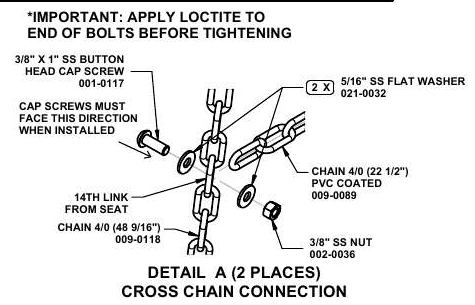 *IMPORTANT: APPLY LOCTITE TO
END OF BOLTS BEFORE TIGHTENING
3/8" X 1" SS BUTTON
HEAD CAP SCREW
001-0117
2 X
5/16" SS FLAT WASHER
021-0032
CAP SCREWS MUST
FACE THIS DIRECTION
WHEN INSTALLED
CHAIN 4/0 (22 1/2")
PVC COATED
009-0089
14TH LINK
FROM SEAT
CHAIN 4/0 (48 9/16")
009-0118
3/8" SS NUT
002-0036
DETAIL A (2 PLACES)
CROSS CHAIN CONNECTION